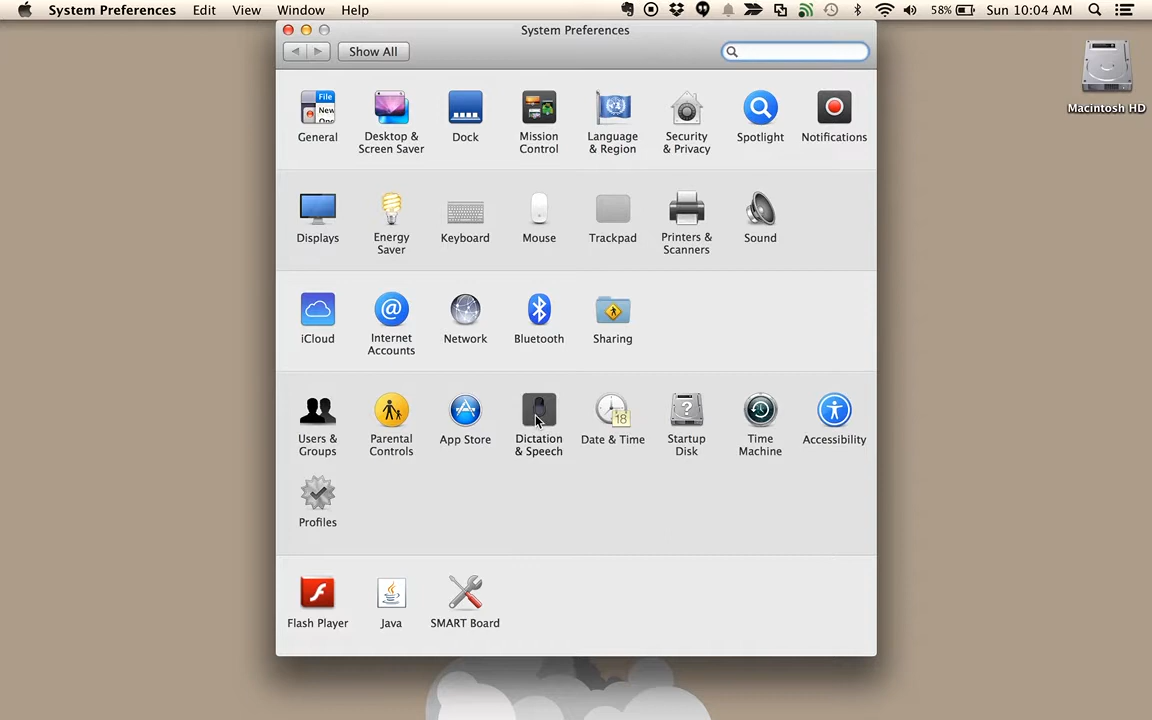 System Preferences Edit View Window Help 58% Sun 10:04 AM
System Preferences
Show All
Macintosh HD
File
New
General
Desktop &
Screen Saver
Dock
Mission
Control
Language
& Region
Security
& Privacy
Spotlight
Notifications
Displays
Energy
Saver
Keyboard
Mouse
Trackpad
Printers &
Scanners
Sound
iCloud
@
Internet
Accounts
Network
Bluetooth
Sharing
Users &
Groups
Parental
Controls
App Store
Dictation
& Speech
18
Date & Time
?
Startup
Disk
Time
Machine
Accessibility
Profiles
Flash Player
Java
SMART Board